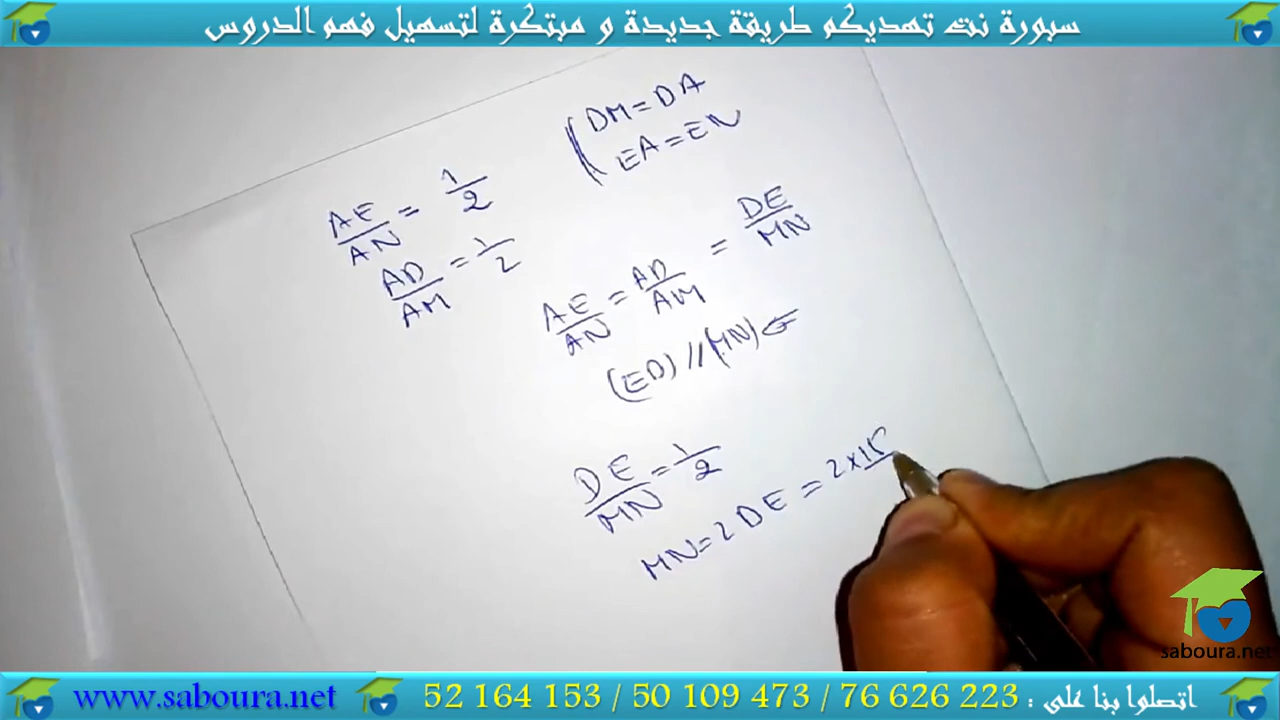 سبورة نت تهديكم طريقة جديدة و مبتكرة لتسهيل فهم الدروس
DM = DA
EA = EN
AE/AN = 1/2
AD/AM = 1/2
AE/AN = AD/AM = DE/MN
(ED) // (MN)
DE/MN = 1/2
MN = 2 DE = 2 × 15
saboura.net
www.saboura.net
اتصلوا بنا على : 52 164 153 / 50 109 473 / 76 626 223